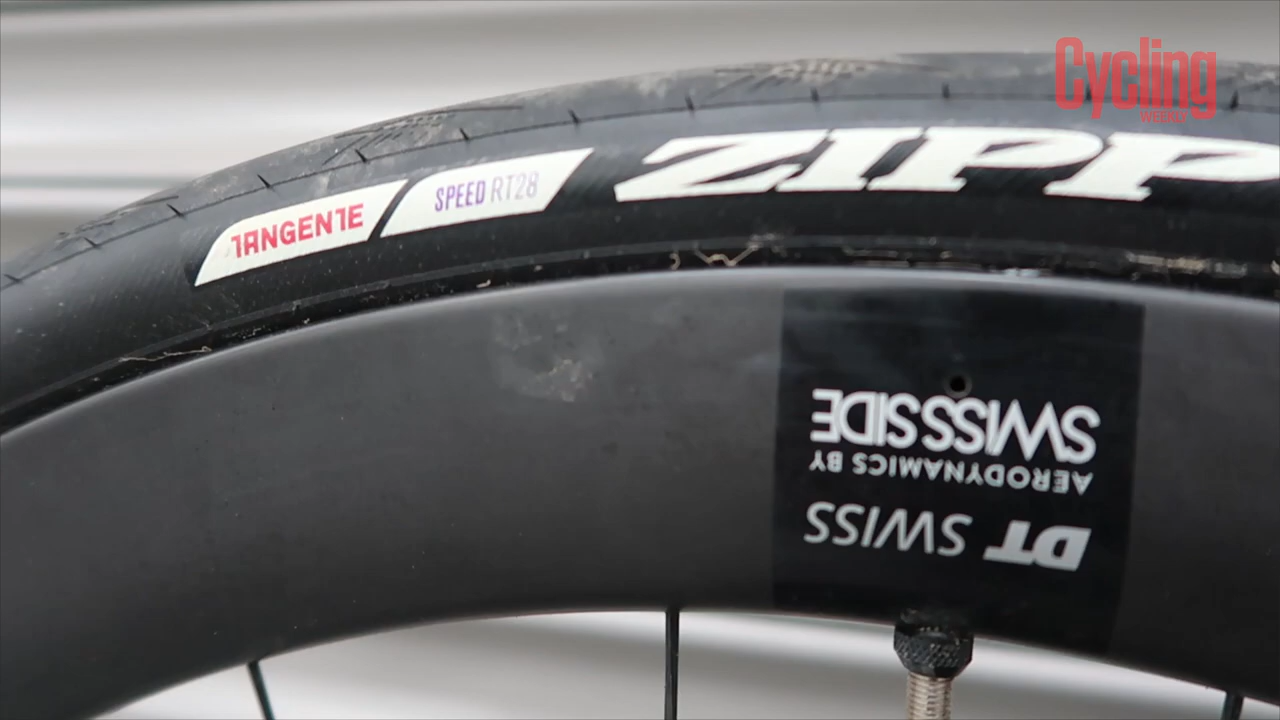 Cycling
WEEKLY
TANGENTE
SPEED RT28
ZIPP
DT SWISS
AERODYNAMICS BY
SWISSSIDE